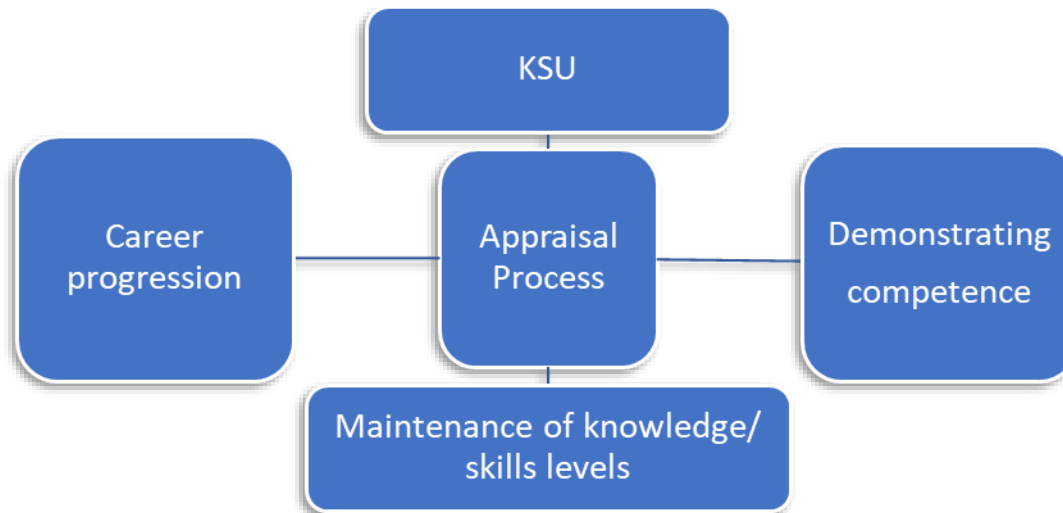 KSU
Career
progression
Appraisal
Process
Demonstrating
competence
Maintenance of knowledge/
skills levels